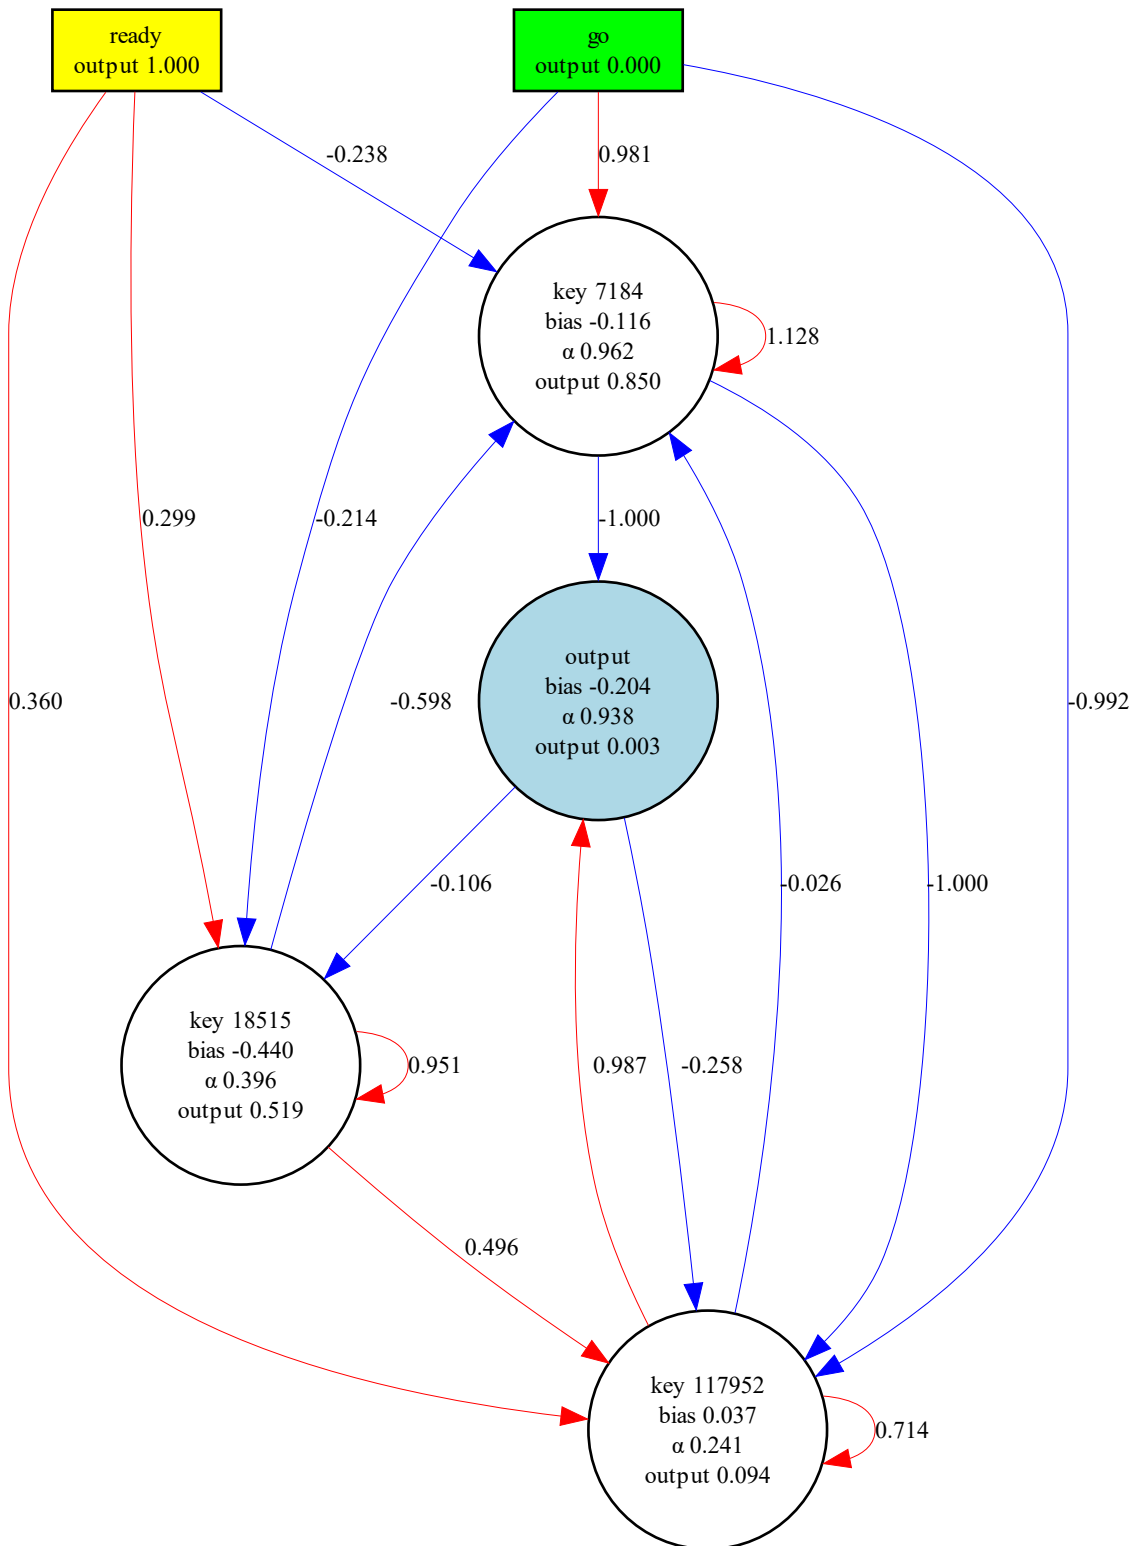 ready
output 1.000
go
output 0.000
-0.238
0.981
key 7184
bias -0.116
α 0.962
output 0.850
1.128
0.299
-0.214
-1.000
output
bias -0.204
α 0.938
output 0.003
0.360
-0.598
-0.992
-0.106
-0.026
-1.000
key 18515
bias -0.440
α 0.396
output 0.519
0.951
0.987
-0.258
0.496
key 117952
bias 0.037
α 0.241
output 0.094
0.714